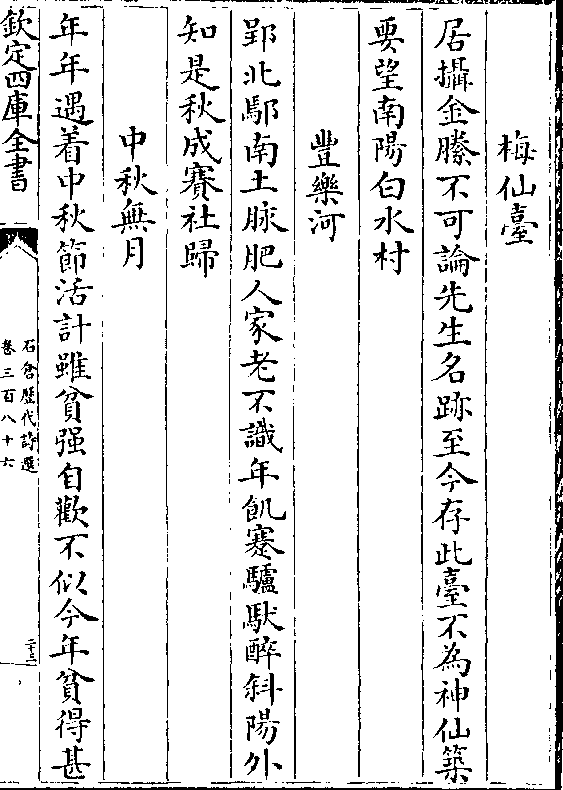 梅仙臺
居攝金縢不可論先生名跡至今存此臺不為神仙築
要望南陽白水村
豐樂河
郢北鄢南土脉肥人家老不識年飢蹇驢馱醉斜陽外
知是秋成賽社歸
中秋無月
年年遇着中秋節活計雖貧强自歡不似今年貧得甚
欽定四庫全書
石倉歷代詩選
卷三百八十六
二十三